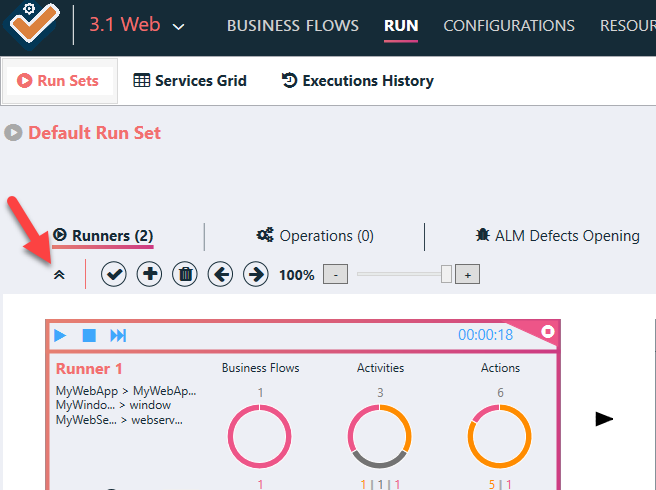 3.1 Web BUSINESS FLOWS RUN CONFIGURATIONS RESOUR
Run Sets Services Grid Executions History
Default Run Set
Runners (2) Operations (0) ALM Defects Opening
100% - +
00:00:18
Runner 1 Business Flows Activities Actions
MyWebApp > MyWebAp... 1 3 6
MyWindo... > window
MyWebSe... > webserv...
1 1 | 1 | 1 5 | 1